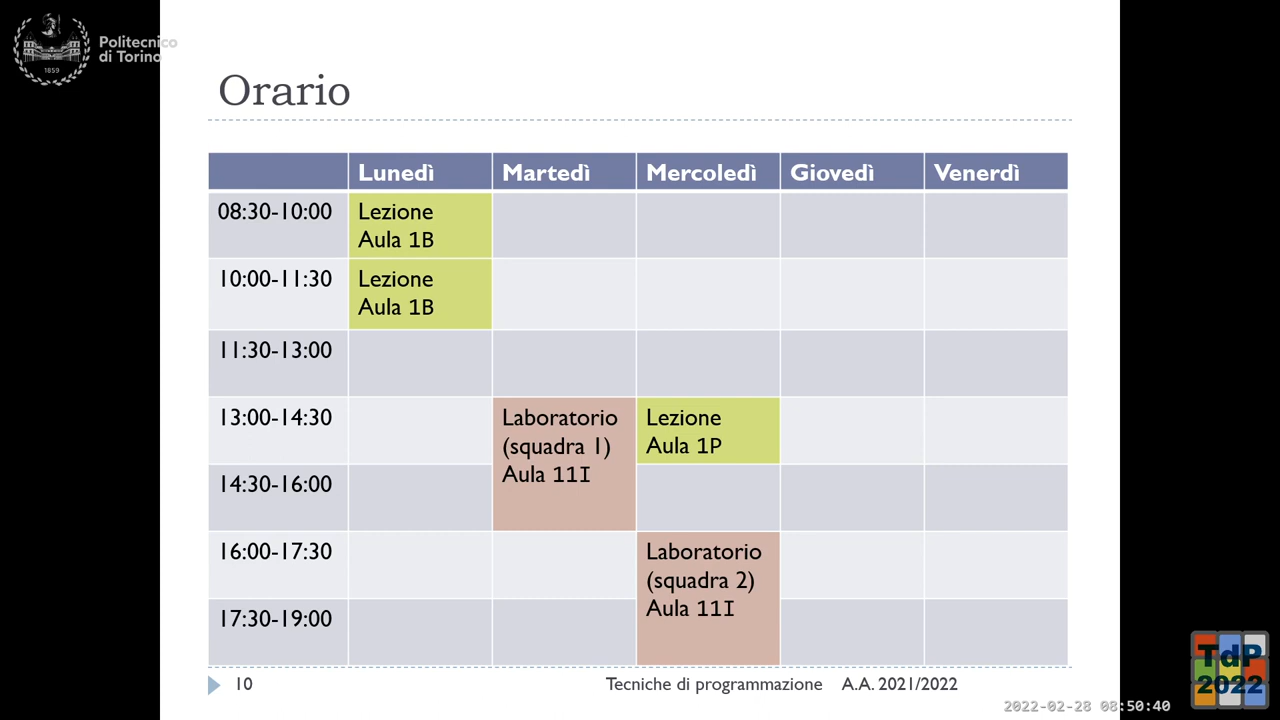 Politecnico
di Torino
1859
Orario
Lunedì Martedì Mercoledì Giovedì Venerdì
08:30-10:00 Lezione
Aula 1B
10:00-11:30 Lezione
Aula 1B
11:30-13:00
13:00-14:30 Laboratorio Lezione
(squadra 1) Aula 1P
Aula 11I
14:30-16:00
16:00-17:30 Laboratorio
(squadra 2)
Aula 11I
17:30-19:00
10 Tecniche di programmazione A.A. 2021/2022
TdP
2022
2022-02-28 08:50:40